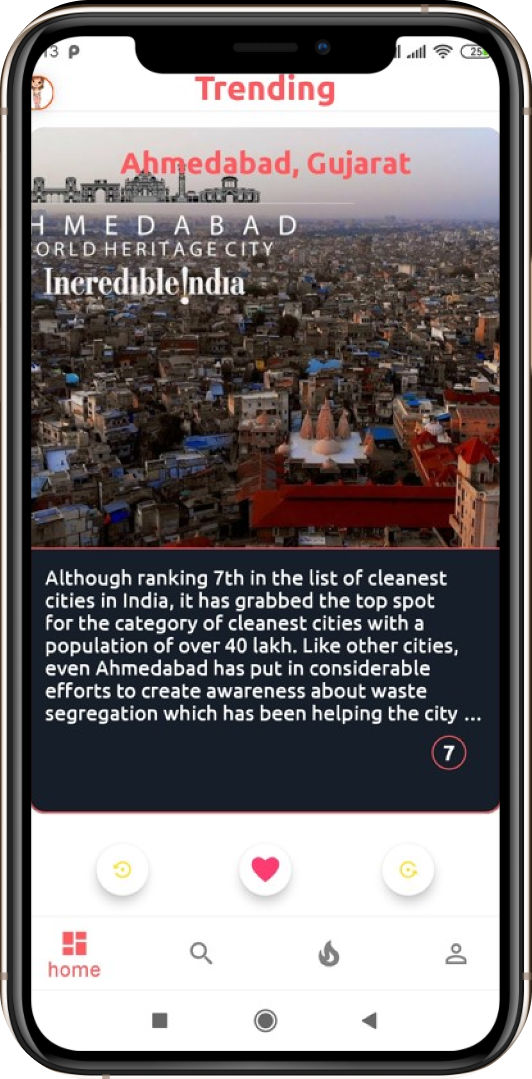 13
25
Trending
Ahmedabad, Gujarat
HMEDABAD
ORLD HERITAGE CITY
Incredible!ndia
Although ranking 7th in the list of cleanest
cities in India, it has grabbed the top spot
for the category of cleanest cities with a
population of over 40 lakh. Like other cities,
even Ahmedabad has put in considerable
efforts to create awareness about waste
segregation which has been helping the city ...
7
home